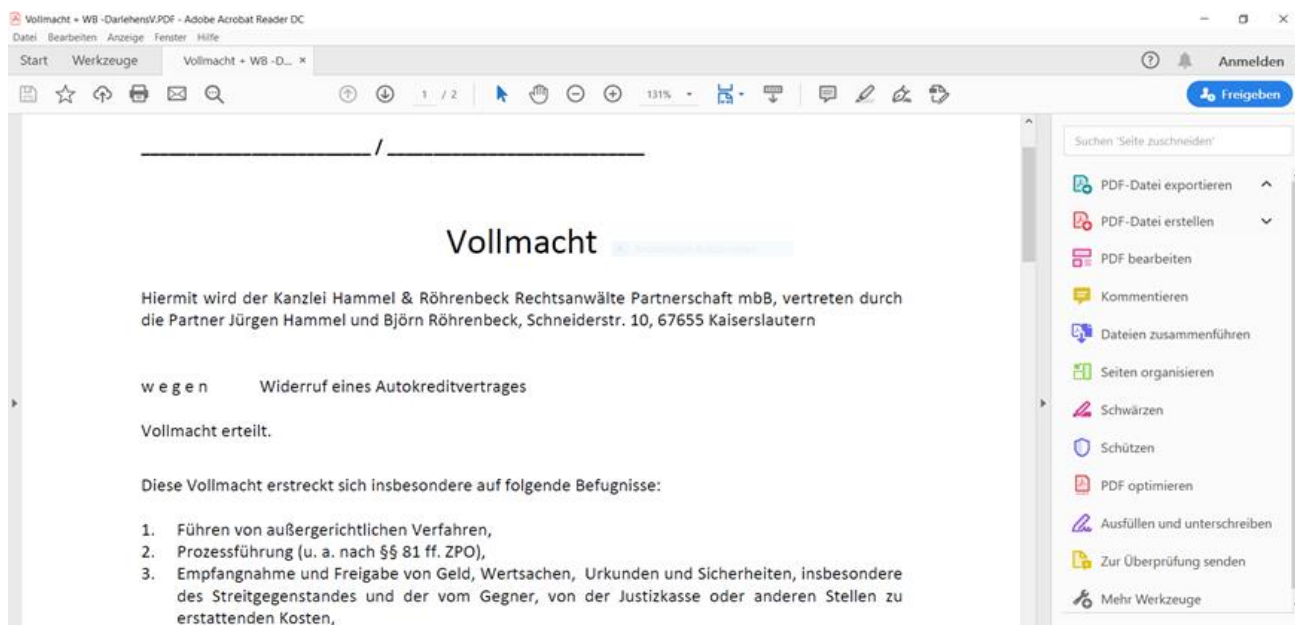 Vollmacht + WB -DarlehensV.PDF - Adobe Acrobat Reader DC
Datei Bearbeiten Anzeige Fenster Hilfe
Start Werkzeuge Vollmacht + WB -D... × Anmelden
1 / 2 131% Freigeben
/
Vollmacht
Hiermit wird der Kanzlei Hammel & Röhrenbeck Rechtsanwälte Partnerschaft mbB, vertreten durch
die Partner Jürgen Hammel und Björn Röhrenbeck, Schneiderstr. 10, 67655 Kaiserslautern
w e g e n Widerruf eines Autokreditvertrages
Vollmacht erteilt.
Diese Vollmacht erstreckt sich insbesondere auf folgende Befugnisse:
1. Führen von außergerichtlichen Verfahren,
2. Prozessführung (u. a. nach §§ 81 ff. ZPO),
3. Empfangnahme und Freigabe von Geld, Wertsachen, Urkunden und Sicherheiten, insbesondere
des Streitgegenstandes und der vom Gegner, von der Justizkasse oder anderen Stellen zu
erstattenden Kosten,
Suchen 'Seite zuschneiden'
PDF-Datei exportieren
PDF-Datei erstellen
PDF bearbeiten
Kommentieren
Dateien zusammenführen
Seiten organisieren
Schwärzen
Schützen
PDF optimieren
Ausfüllen und unterschreiben
Zur Überprüfung senden
Mehr Werkzeuge